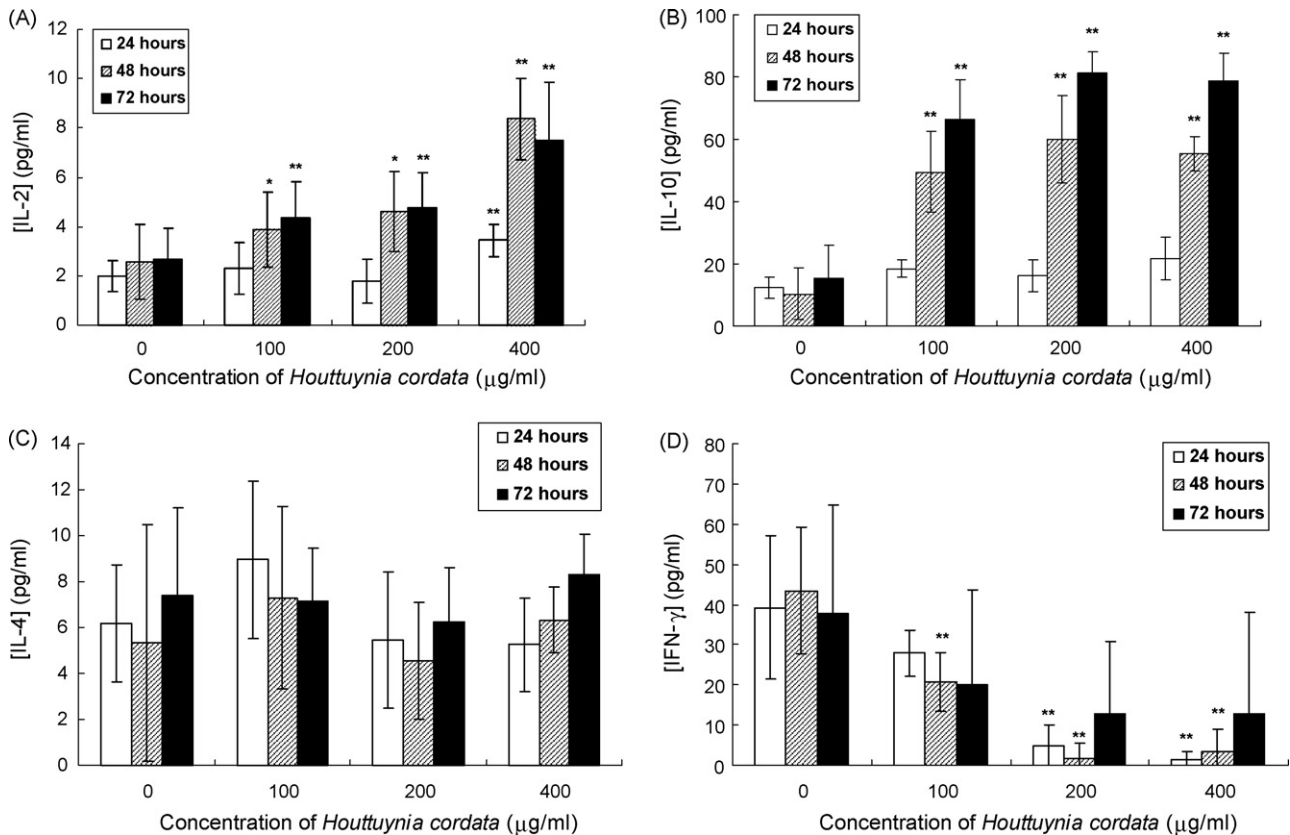 (A)
24 hours
48 hours
72 hours
[IL-2] (pg/ml)
12
10
8
6
4
2
0
* ** * ** ** ** **
0 100 200 400
Concentration of Houttuynia cordata (μg/ml)
(B)
24 hours
48 hours
72 hours
[IL-10] (pg/ml)
100
80
60
40
20
0
** ** ** ** ** **
0 100 200 400
Concentration of Houttuynia cordata (μg/ml)
(C)
24 hours
48 hours
72 hours
[IL-4] (pg/ml)
14
12
10
8
6
4
2
0
0 100 200 400
Concentration of Houttuynia cordata (μg/ml)
(D)
24 hours
48 hours
72 hours
[IFN-γ] (pg/ml)
80
70
60
50
40
30
20
10
0
** ** ** ** **
0 100 200 400
Concentration of Houttuynia cordata (μg/ml)